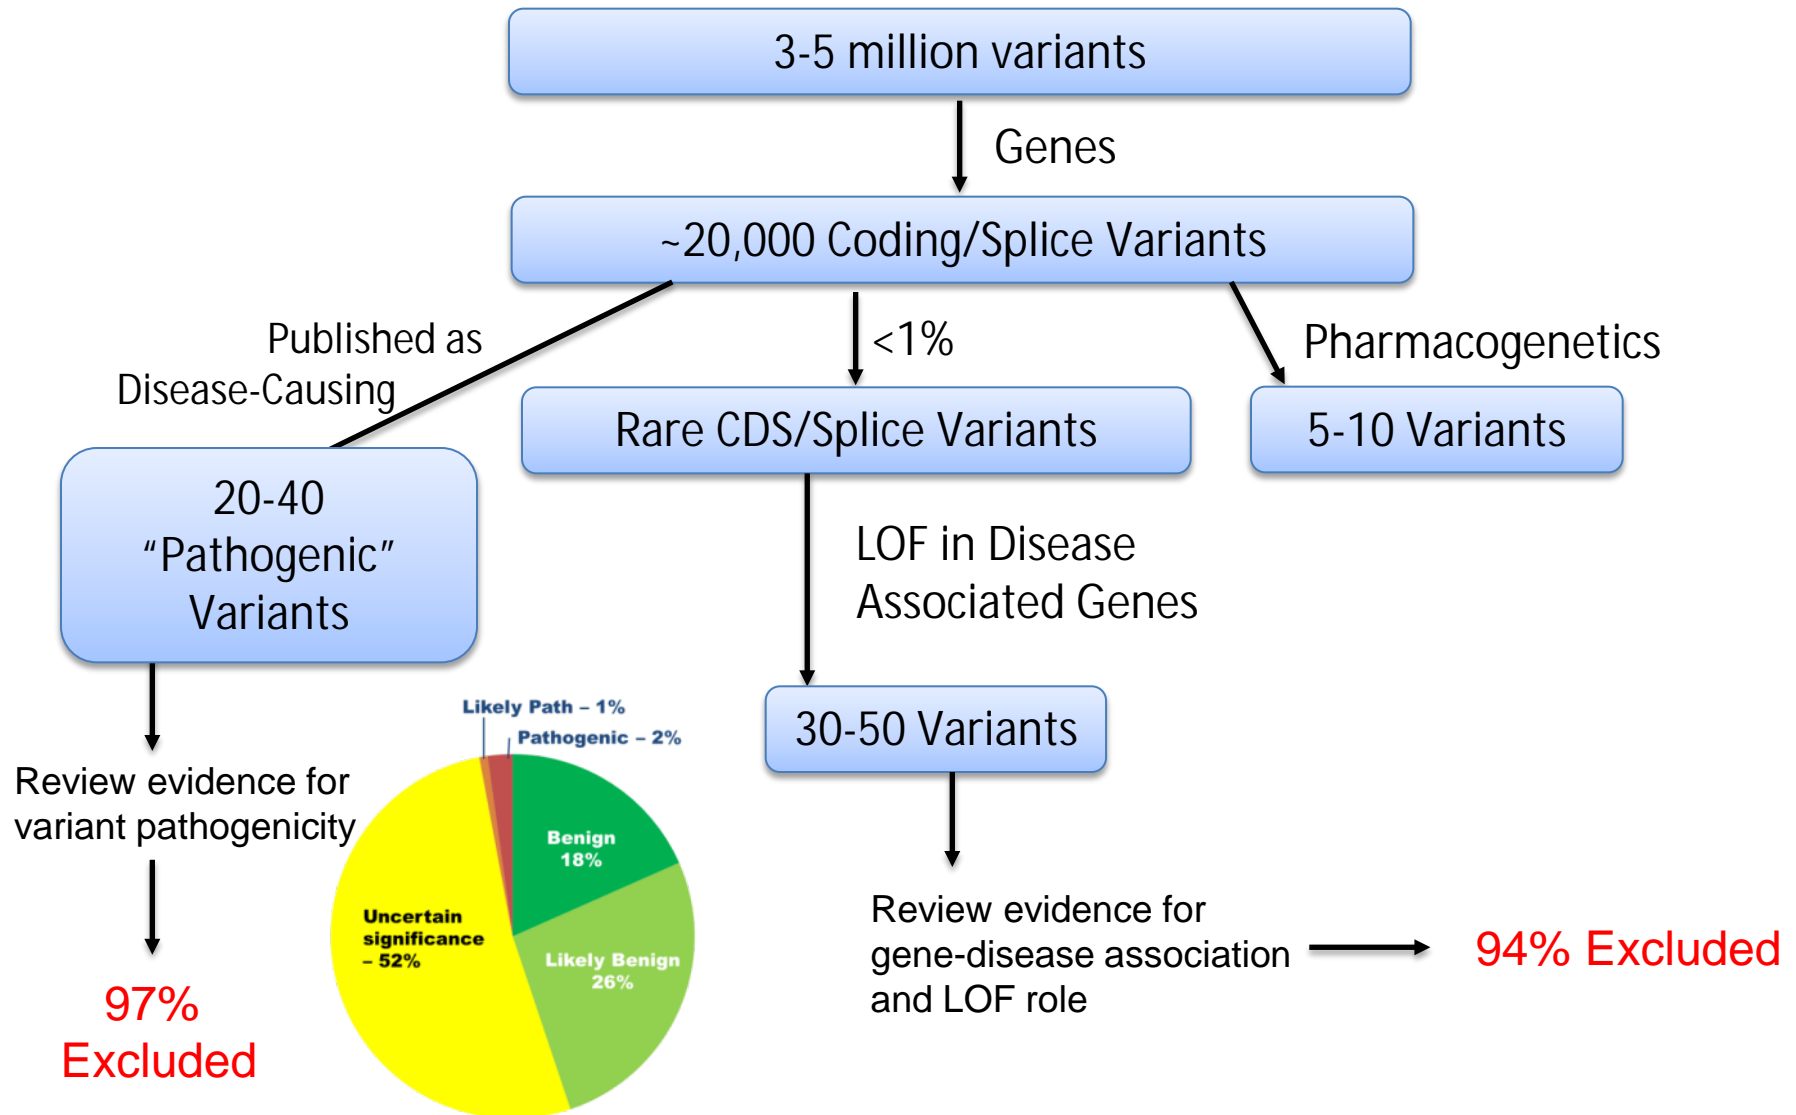 3-5 million variants
Genes
~20,000 Coding/Splice Variants
Published as
Disease-Causing
<1%
Pharmacogenetics
Rare CDS/Splice Variants
5-10 Variants
20-40
“Pathogenic”
Variants
LOF in Disease
Associated Genes
30-50 Variants
Review evidence for
variant pathogenicity
97%
Excluded
Likely Path – 1%
Pathogenic – 2%
Benign
18%
Uncertain
significance
– 52%
Likely Benign
26%
Review evidence for
gene-disease association
and LOF role
94% Excluded